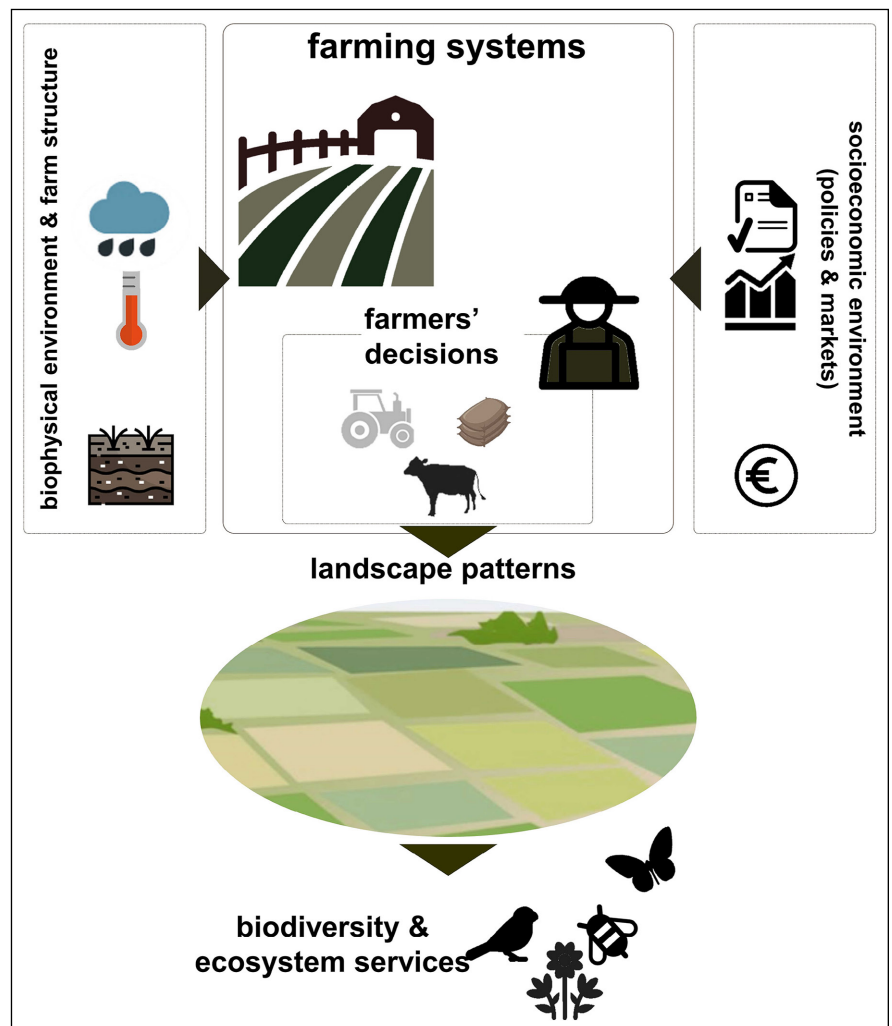 farming systems
biophysical environment & farm structure
socioeconomic environment
(policies & markets)
farmers’
decisions
€
landscape patterns
biodiversity &
ecosystem services